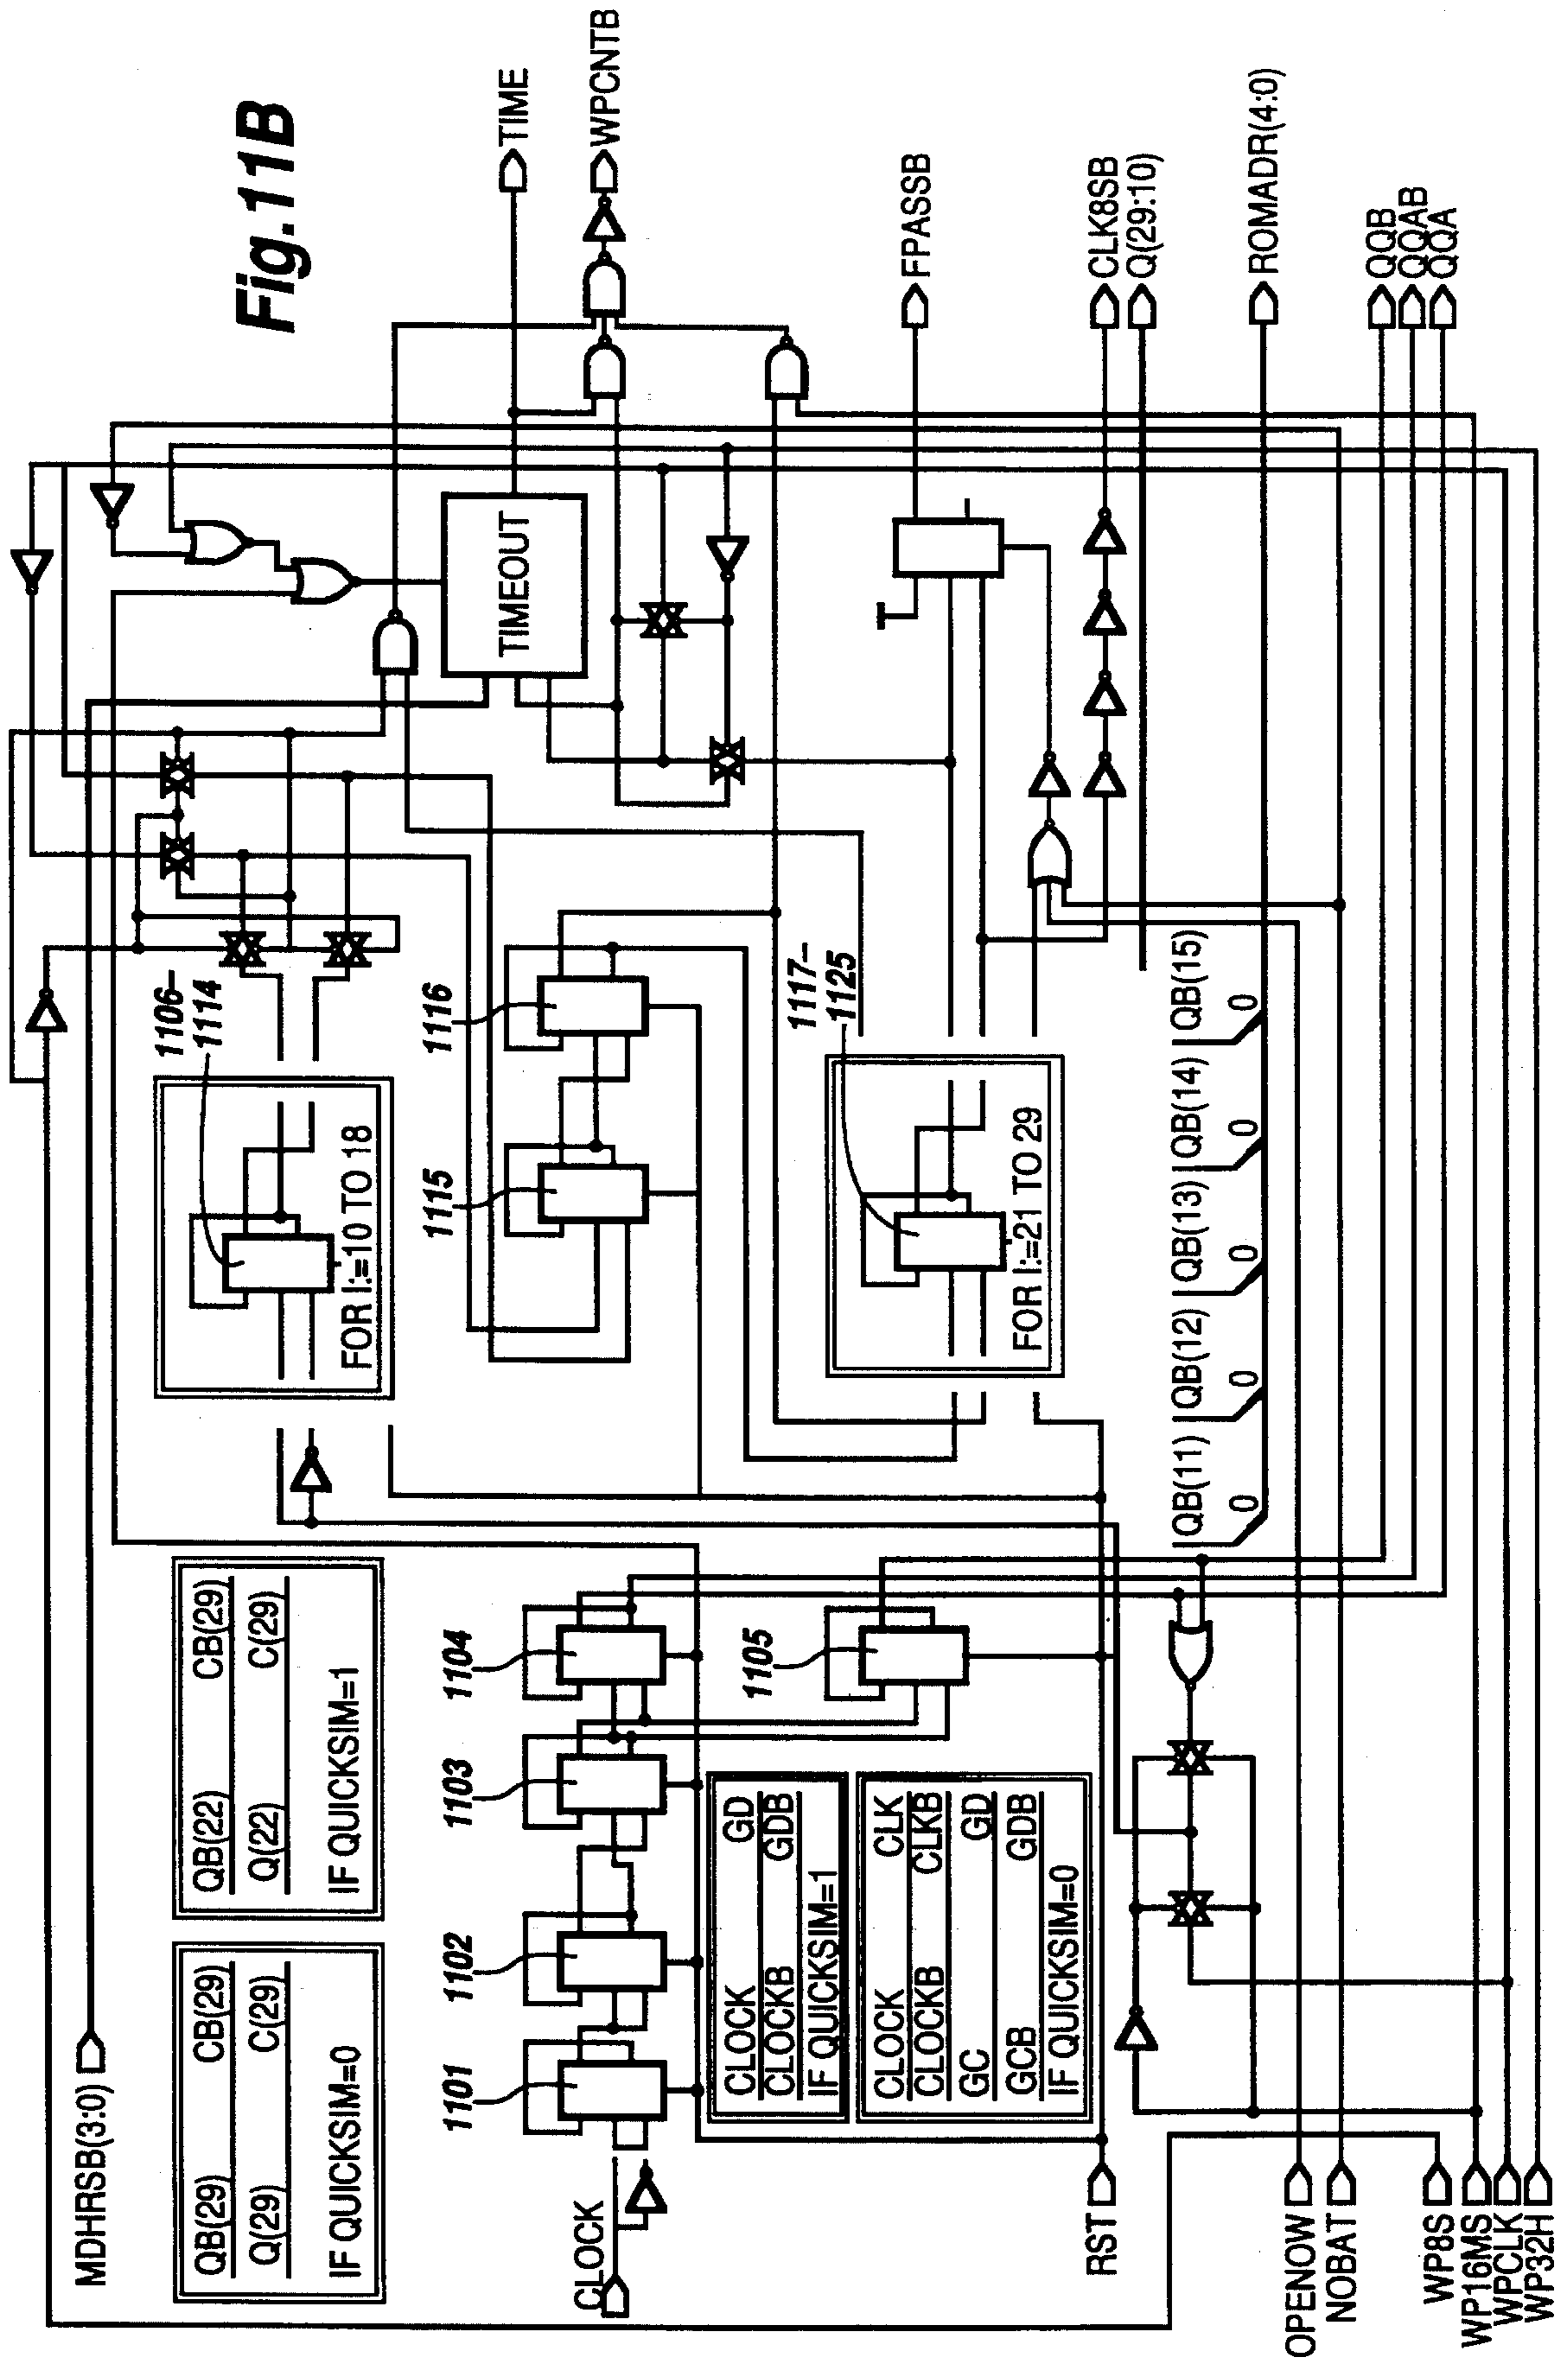 Fig.11B
MDHRSB(3:0)
QB(29) CB(29)
Q(29) C(29)
IF QUICKSIM=0
QB(22) CB(29)
Q(22) C(29)
IF QUICKSIM=1
1106–
1114
FOR I:=10 TO 18
TIMEOUT
TIME
WPCNTB
CLOCK
1101
1102
1103
1104
1105
1115
1116
CLOCK GD
CLOCKB GDB
IF QUICKSIM=1
CLOCK CLK
CLOCKB CLKB
GC GD
GCB GDB
IF QUICKSIM=0
1117–
1125
FOR I:=21 TO 29
FPASSB
CLK8SB
Q(29:10)
RST
QB(11) QB(12) QB(13) QB(14) QB(15)
0 0 0 0 0
ROMADR(4:0)
QQB
QQAB
QQA
OPENOW
NOBAT
WP8S
WP16MS
WPCLK
WP32H